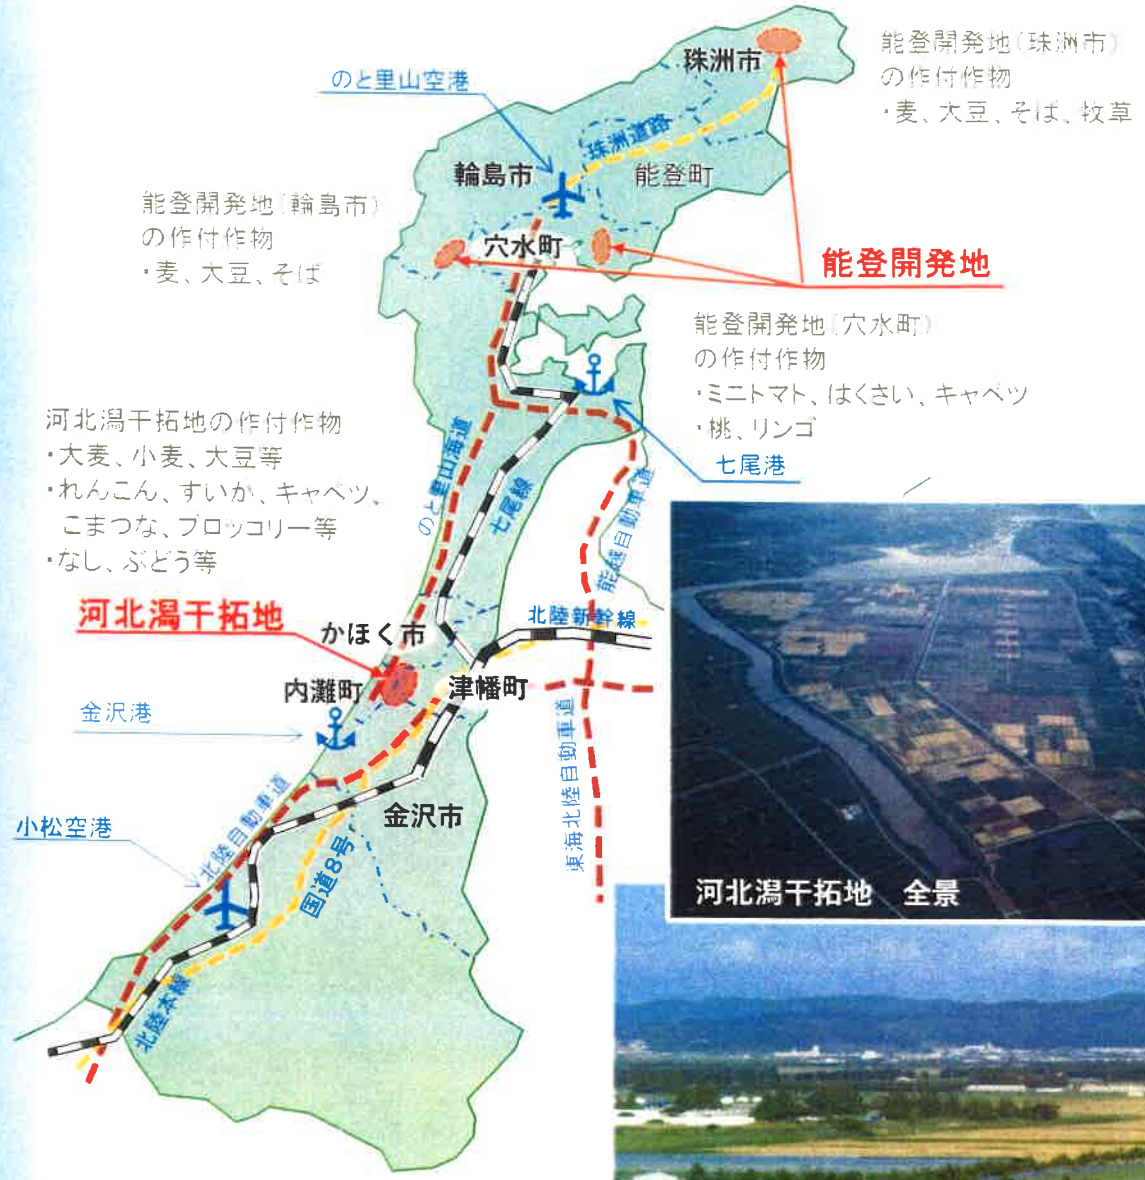 能登開発地(珠洲市)
の作付作物
・麦、大豆、そば、牧草
珠洲市
のと里山空港
珠洲道路
輪島市
能登町
能登開発地(輪島市)
の作付作物
・麦、大豆、そば
穴水町
能登開発地
能登開発地(穴水町)
の作付作物
・ミニトマト、はくさい、キャベツ
・桃、リンゴ
七尾港
河北潟干拓地の作付作物
・大麦、小麦、大豆等
・れんこん、すいか、キャベツ、
こまつな、ブロッコリー等
・なし、ぶどう等
のと里山海道
七尾線
能越自動車道
河北潟干拓地
かほく市
北陸新幹線
内灘町
津幡町
金沢港
東海北陸自動車道
北陸自動車道
金沢市
小松空港
国道8号
北陸本線
河北潟干拓地 全景